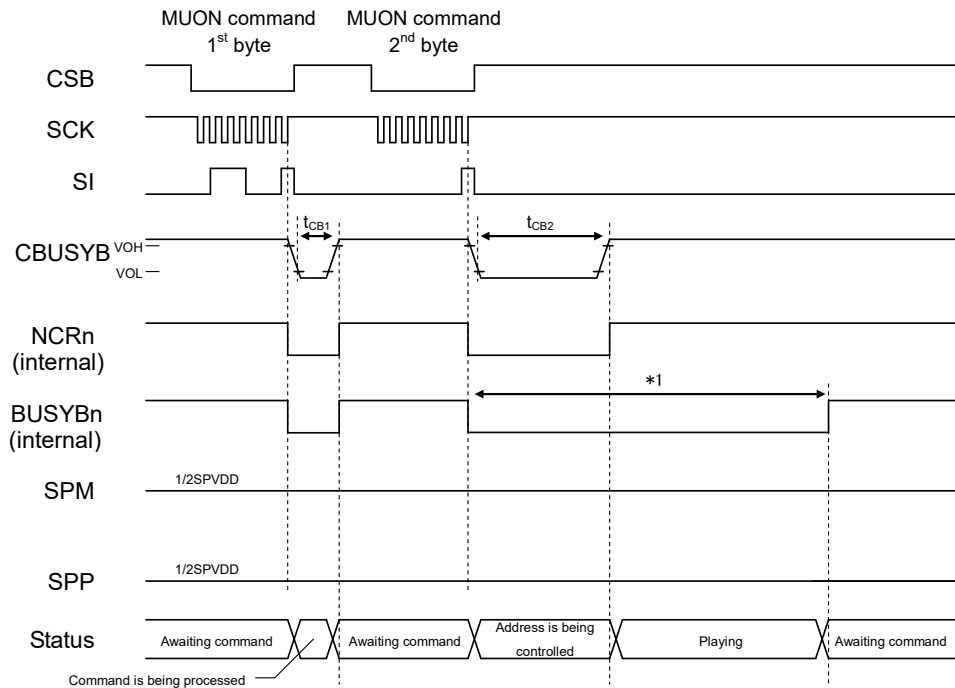 MUON command MUON command
1st byte 2nd byte
CSB
SCK
SI
tCB1 tCB2
CBUSYB VOH
VOL
NCRn
(internal)
*1
BUSYBn
(internal)
1/2SPVDD
SPM
1/2SPVDD
SPP
Status Awaiting command Awaiting command Address is being controlled Playing Awaiting command
Command is being processed